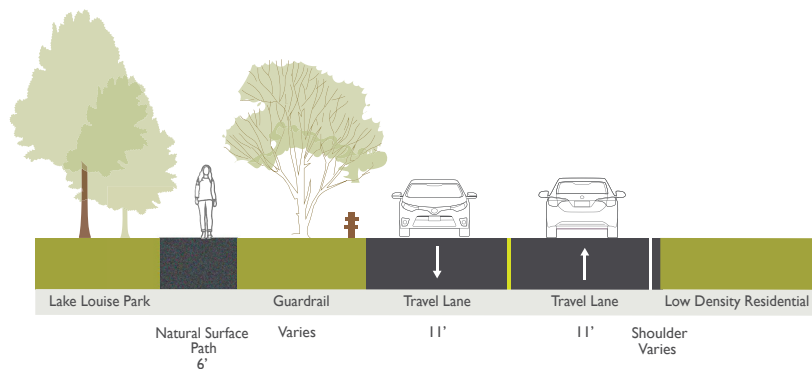 Lake Louise Park Guardrail Travel Lane Travel Lane Low Density Residential
Natural Surface
Path
6'
Varies
11'
11'
Shoulder
Varies